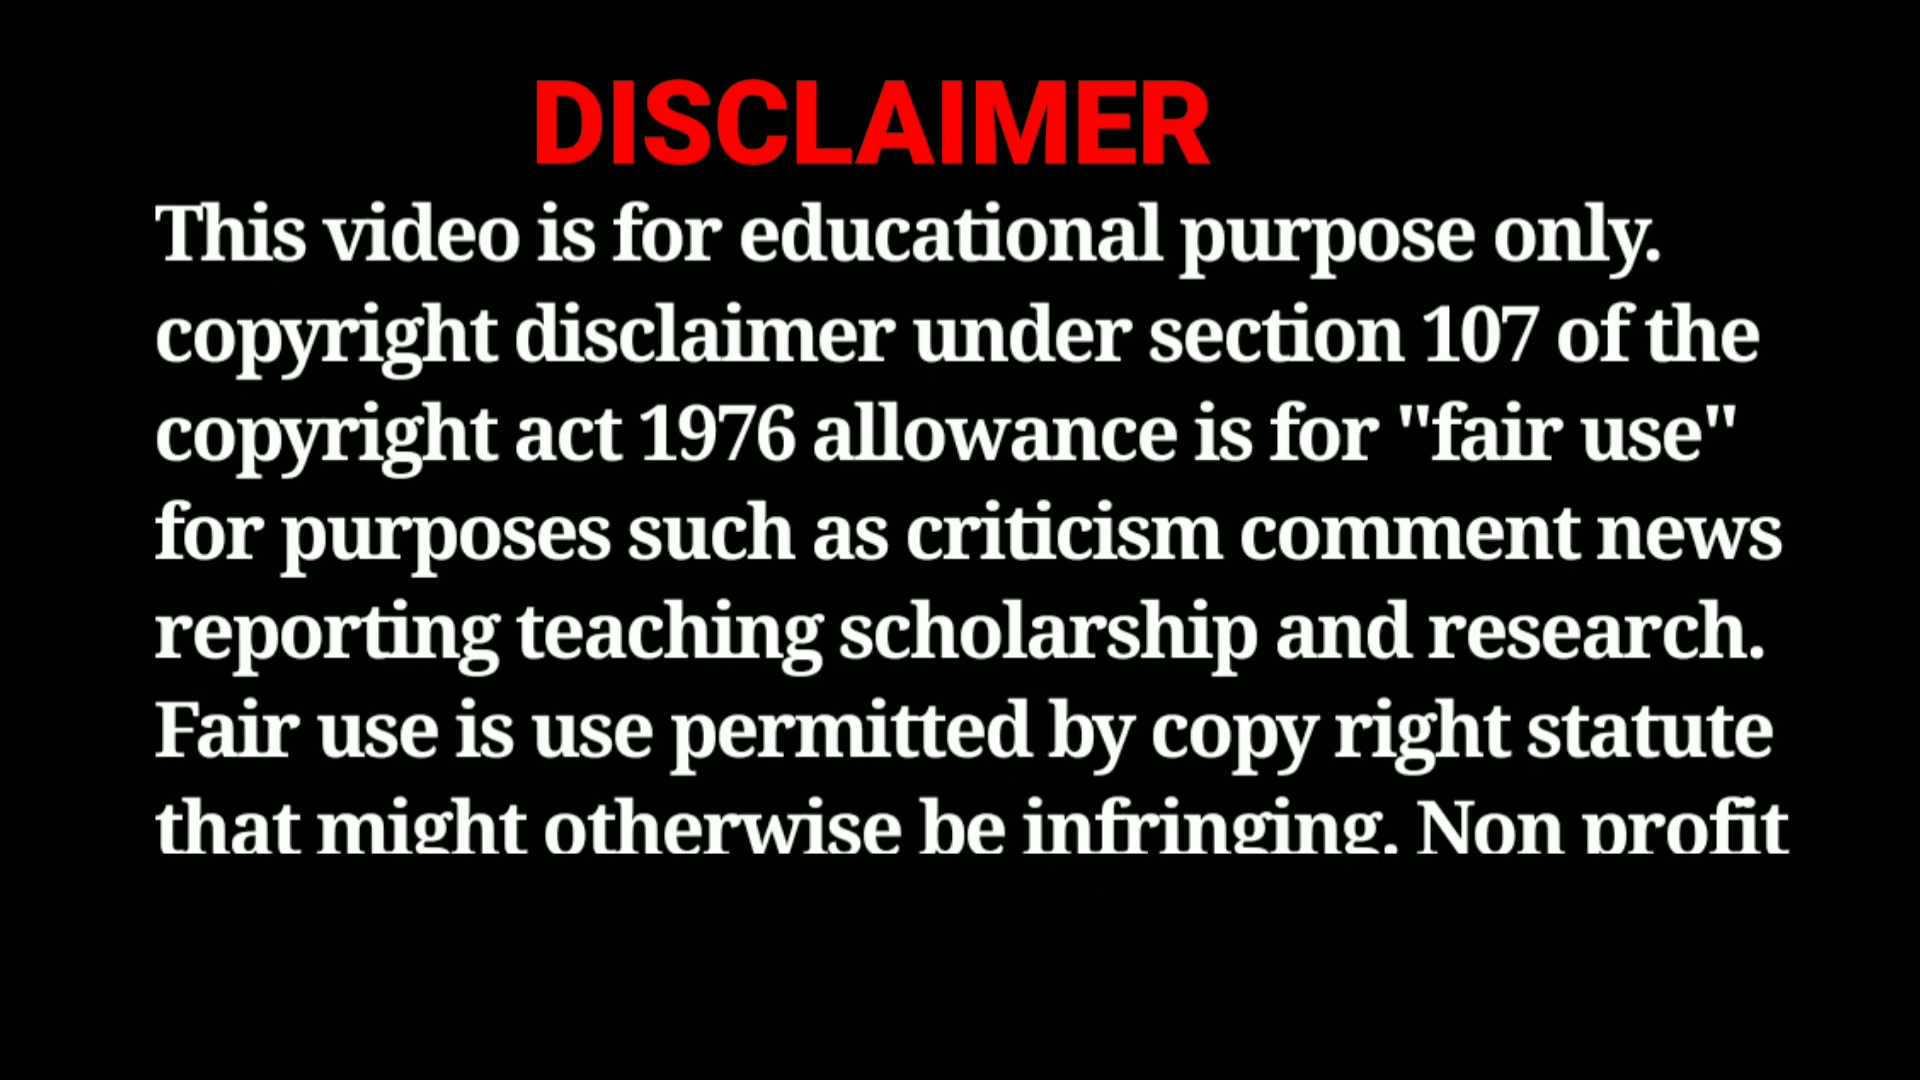 DISCLAIMER
This video is for educational purpose only.
copyright disclaimer under section 107 of the
copyright act 1976 allowance is for "fair use"
for purposes such as criticism comment news
reporting teaching scholarship and research.
Fair use is use permitted by copy right statute
that might otherwise be infringing. Non profit